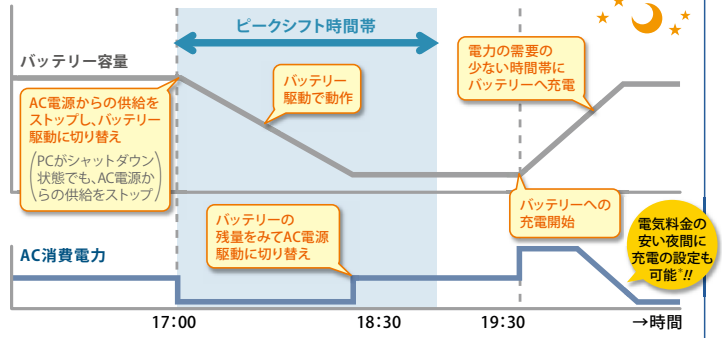 ピークシフト時間帯
バッテリー容量
AC電源からの供給を
ストップし、バッテリー
駆動に切り替え
(PCがシャットダウン
状態でも、AC電源か
らの供給をストップ)
バッテリー
駆動で動作
電力の需要の
少ない時間帯に
バッテリーへ充電
バッテリーへの
充電開始
バッテリーの
残量をみてAC電源
駆動に切り替え
電気料金の
安い夜間に
充電の設定も
可能*!!
AC消費電力
17:00
18:30
19:30
→時間